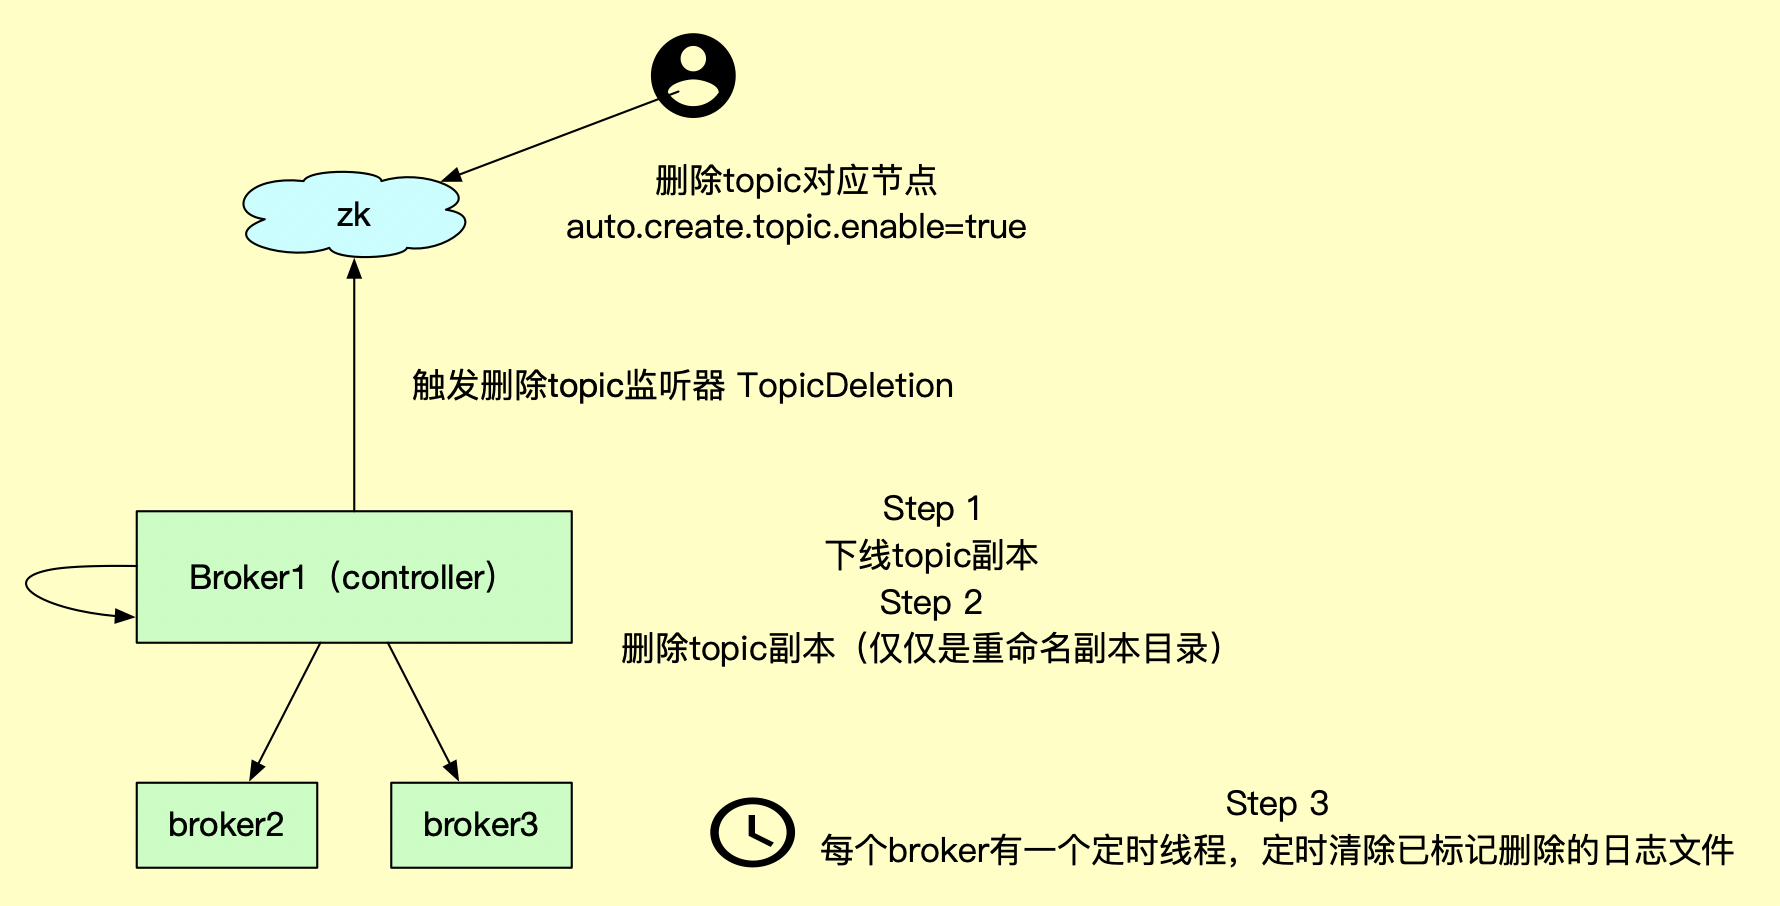 删除topic对应节点
auto.create.topic.enable=true
zk
触发删除topic监听器 TopicDeletion
Step 1
下线topic副本
Step 2
删除topic副本（仅仅是重命名副本目录）
Broker1（controller）
broker2
broker3
Step 3
每个broker有一个定时线程，定时清除已标记删除的日志文件